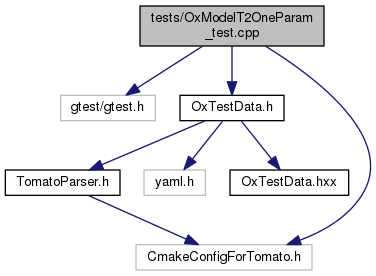 tests/OxModelT2OneParam
_test.cpp
gtest/gtest.h
OxTestData.h
TomatoParser.h
yaml.h
OxTestData.hxx
CmakeConfigForTomato.h